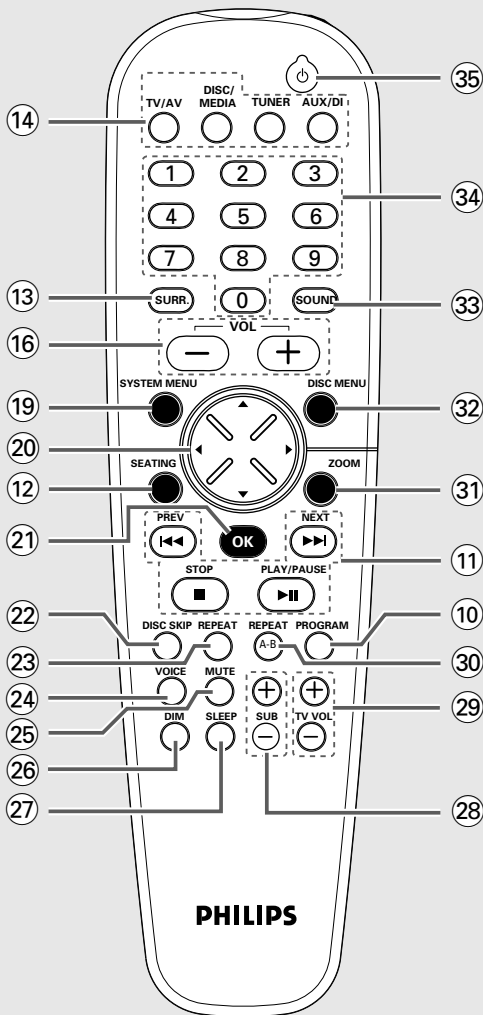 35
DISC/
TV/AV MEDIA TUNER AUX/DI
14
1 2 3
34
4 5 6
7 8 9
13 SURR. 0 SOUND 33
VOL
16 − +
SYSTEM MENU DISC MENU
19 32
20
SEATING ZOOM
12 31
PREV NEXT
21 OK 11
STOP PLAY/PAUSE
22 DISC SKIP REPEAT REPEAT PROGRAM 10
23 A-B 30
VOICE MUTE
24 + + 29
25 DIM SLEEP SUB TV VOL
26 − −
27 28
PHILIPS